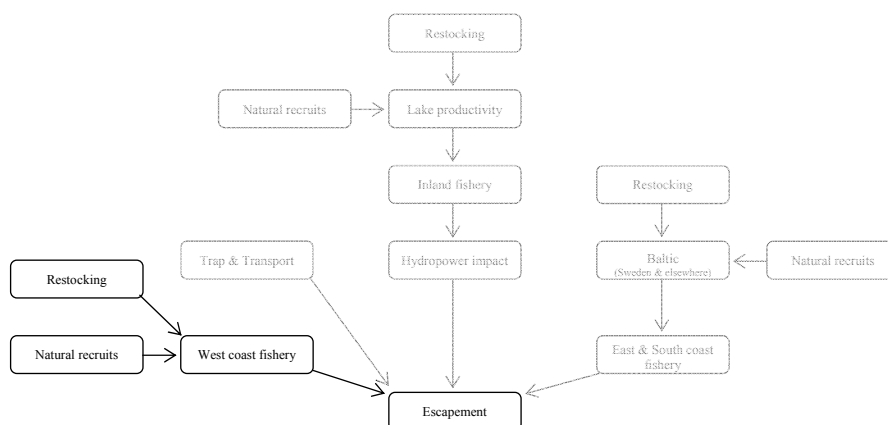 Restocking
Natural recruits
Lake productivity
Inland fishery
Restocking
Trap & Transport
Hydropower impact
Baltic
(Sweden & elsewhere)
Natural recruits
Restocking
Natural recruits
West coast fishery
East & South coast
fishery
Escapement